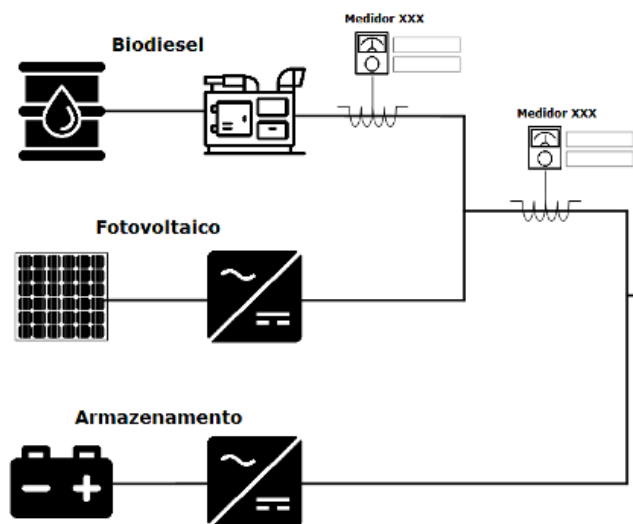 Medidor XXX
Biodiesel
Medidor XXX
Fotovoltaico
Armazenamento